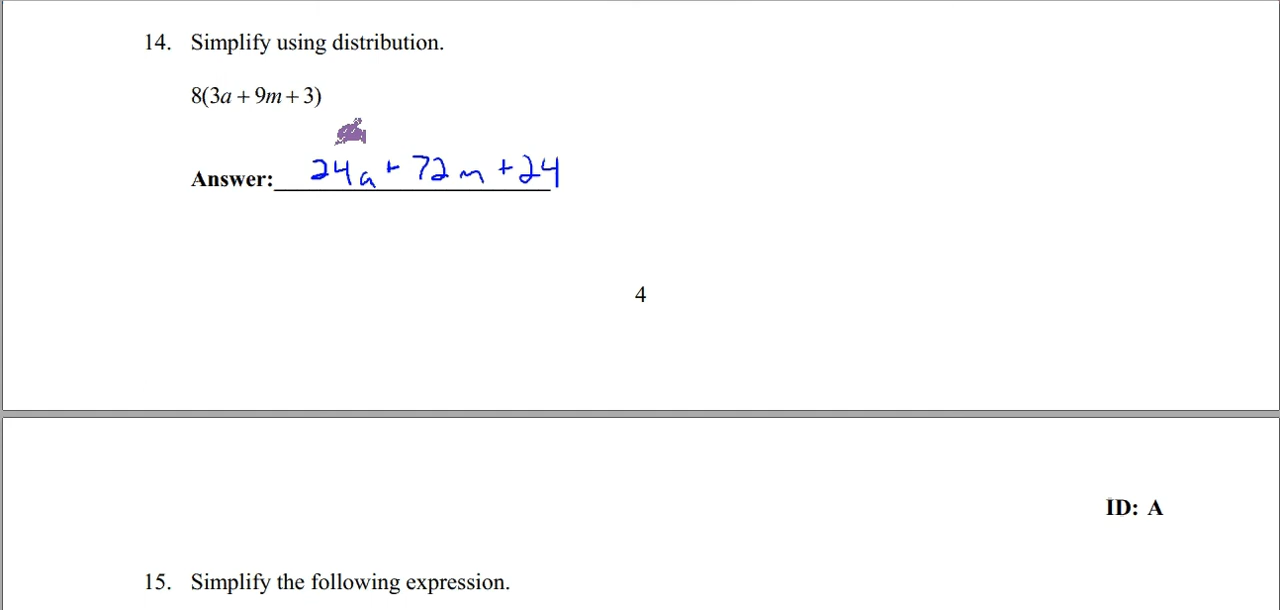 14. Simplify using distribution.
8(3a + 9m + 3)
Answer: 24a + 72m + 24
4
ID: A
15. Simplify the following expression.